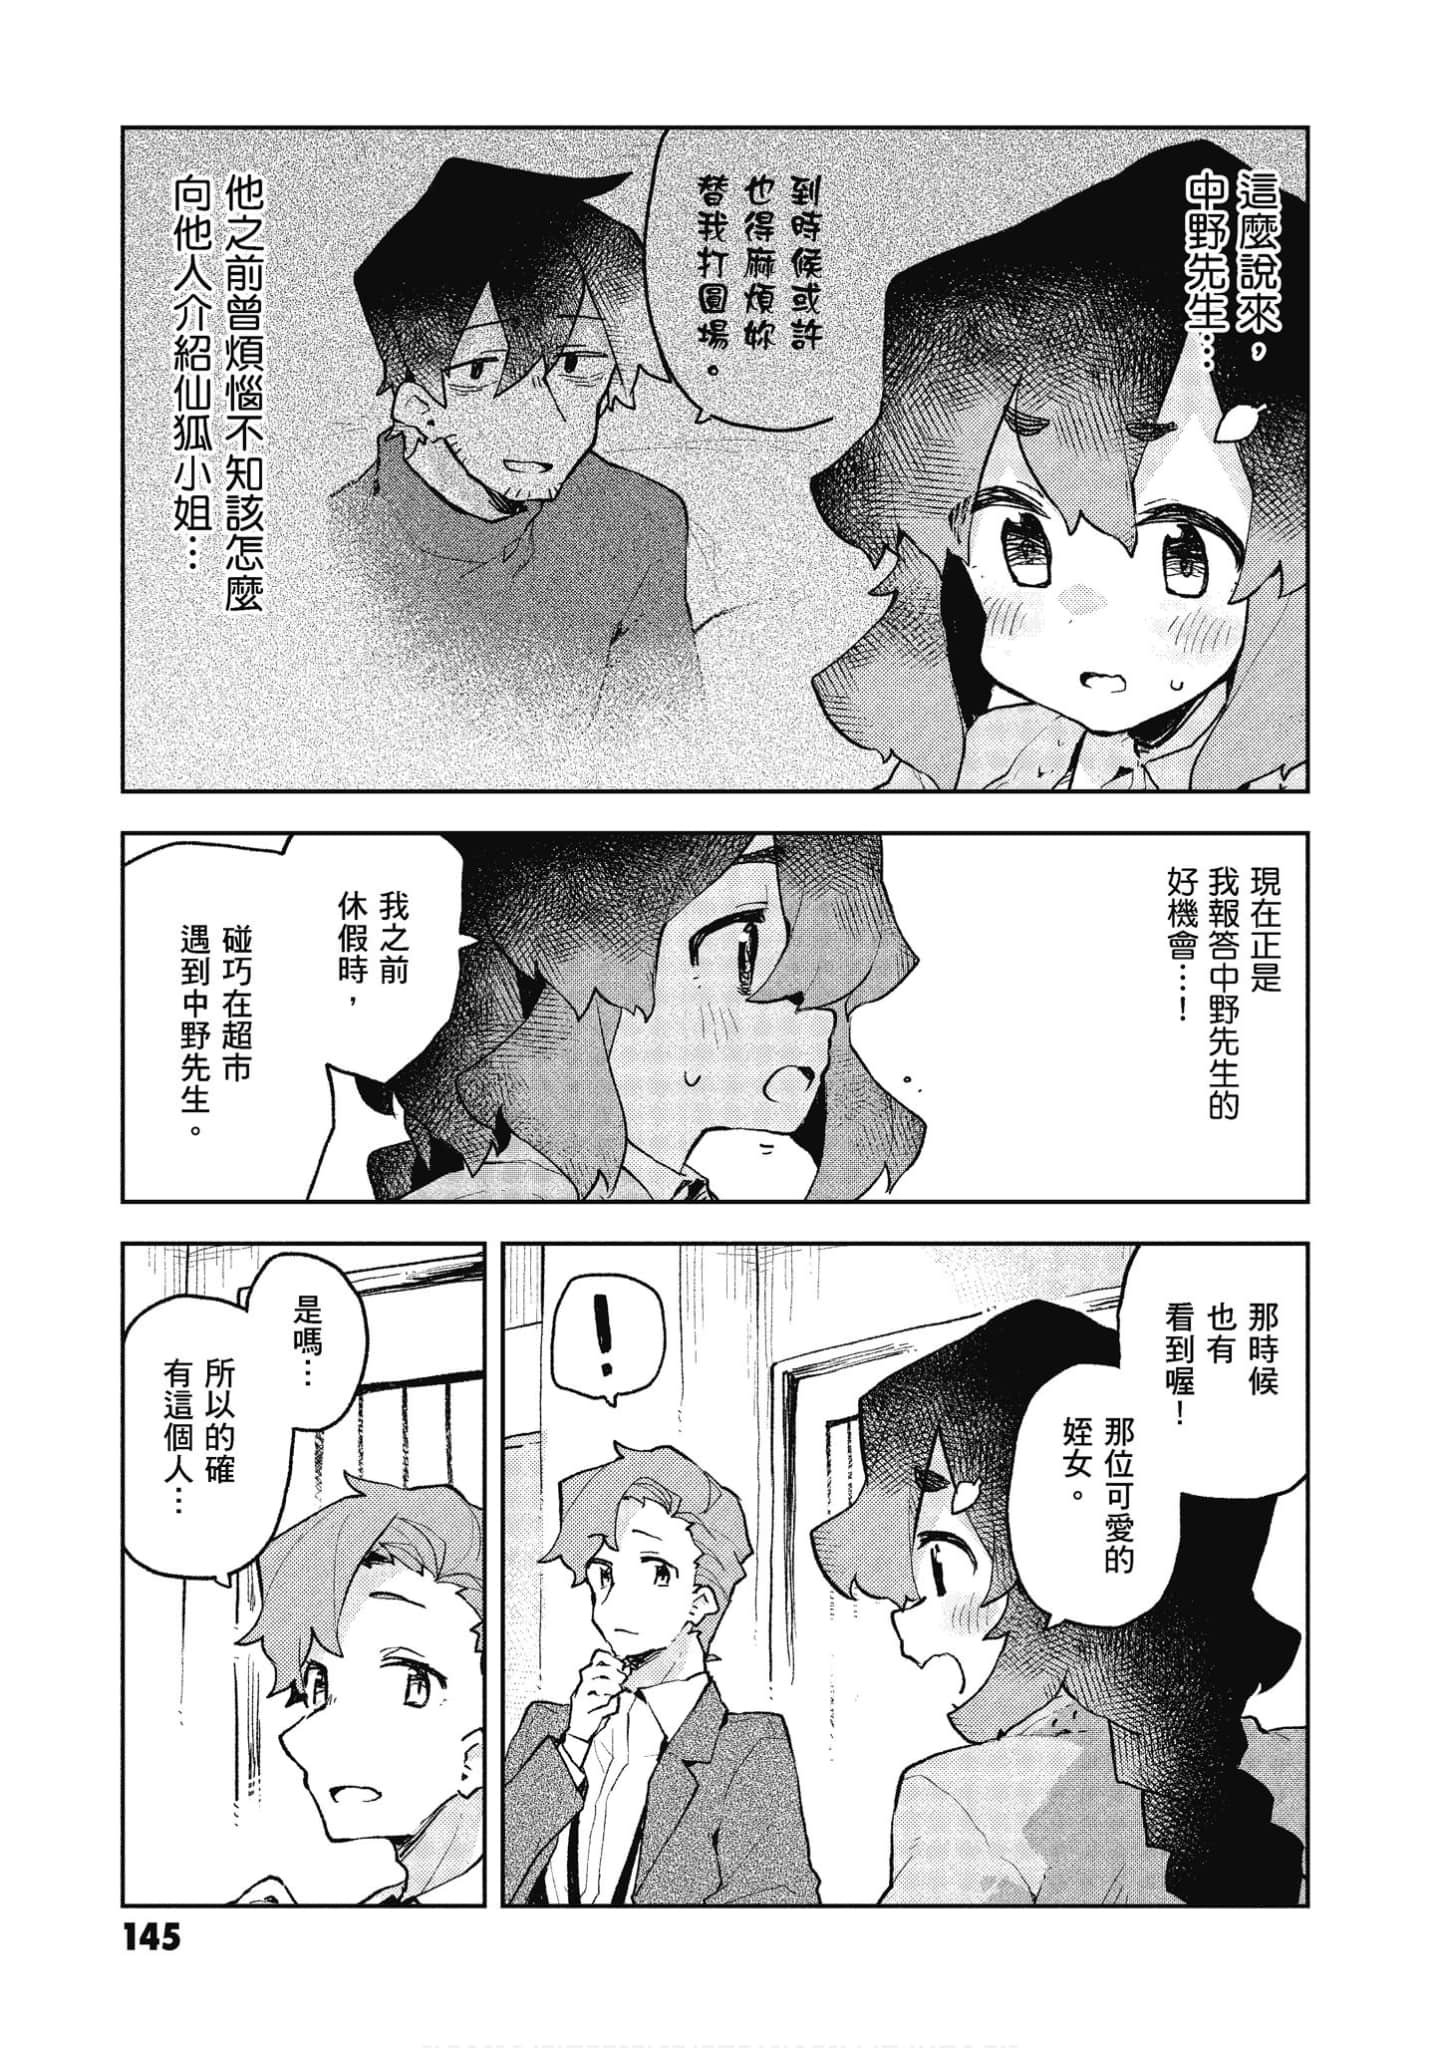 這麼說來，
中野先生…
到時候或許
也得麻煩妳
替我打圓場。
他之前曾煩惱不知該怎麼
向他人介紹仙狐小姐…
現在正是
我報答中野先生的
好機會…！
我之前
休假時，
碰巧在超市
遇到中野先生。
那時候
也有
看到喔！
那位可愛的
姪女。
！
是嗎…
所以的確
有這個人…
145